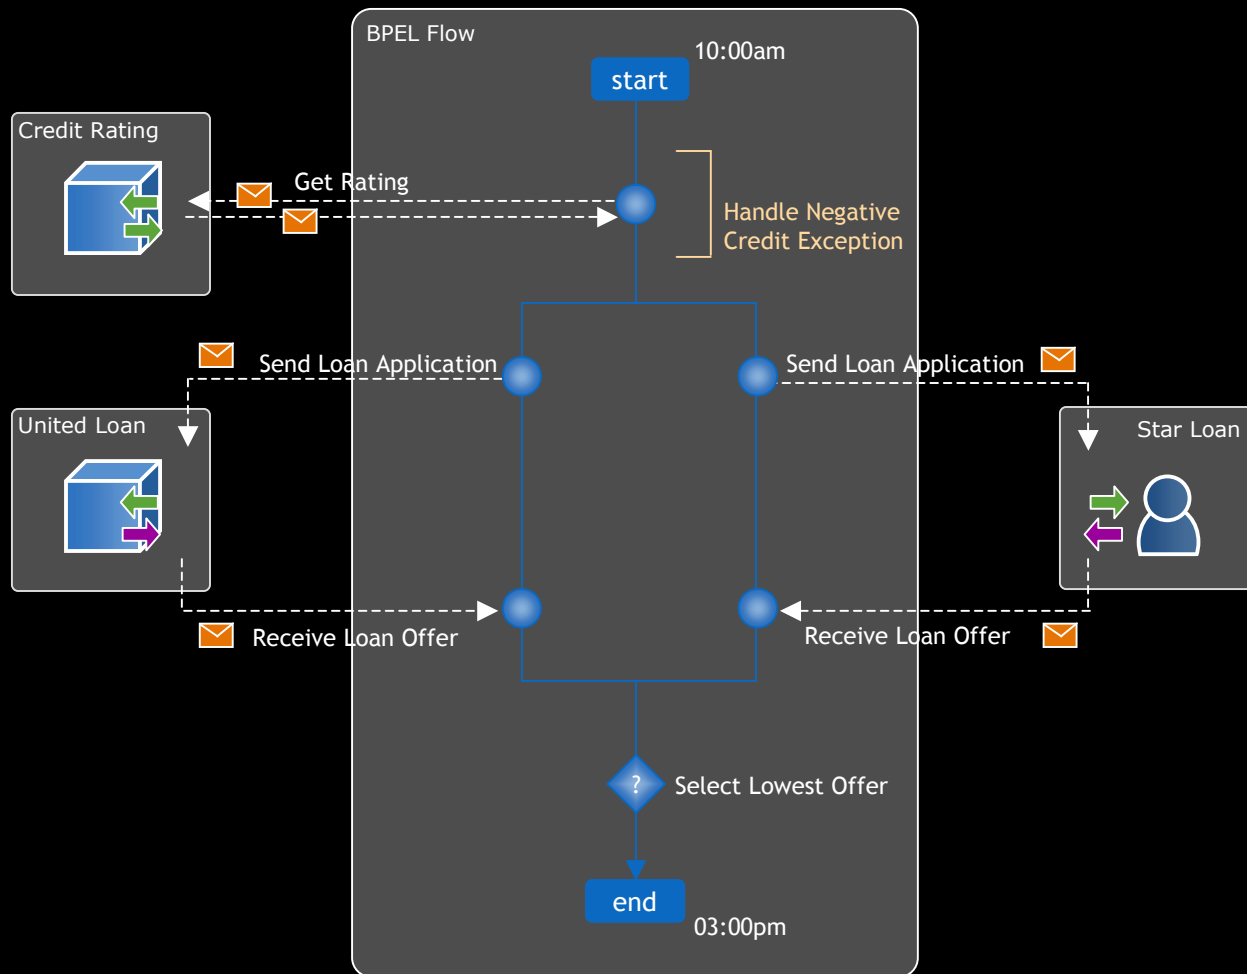 BPEL Flow
10:00am
start
Credit Rating
Get Rating
Handle Negative
Credit Exception
Send Loan Application
Send Loan Application
United Loan
Star Loan
Receive Loan Offer
Receive Loan Offer
?
Select Lowest Offer
end
03:00pm